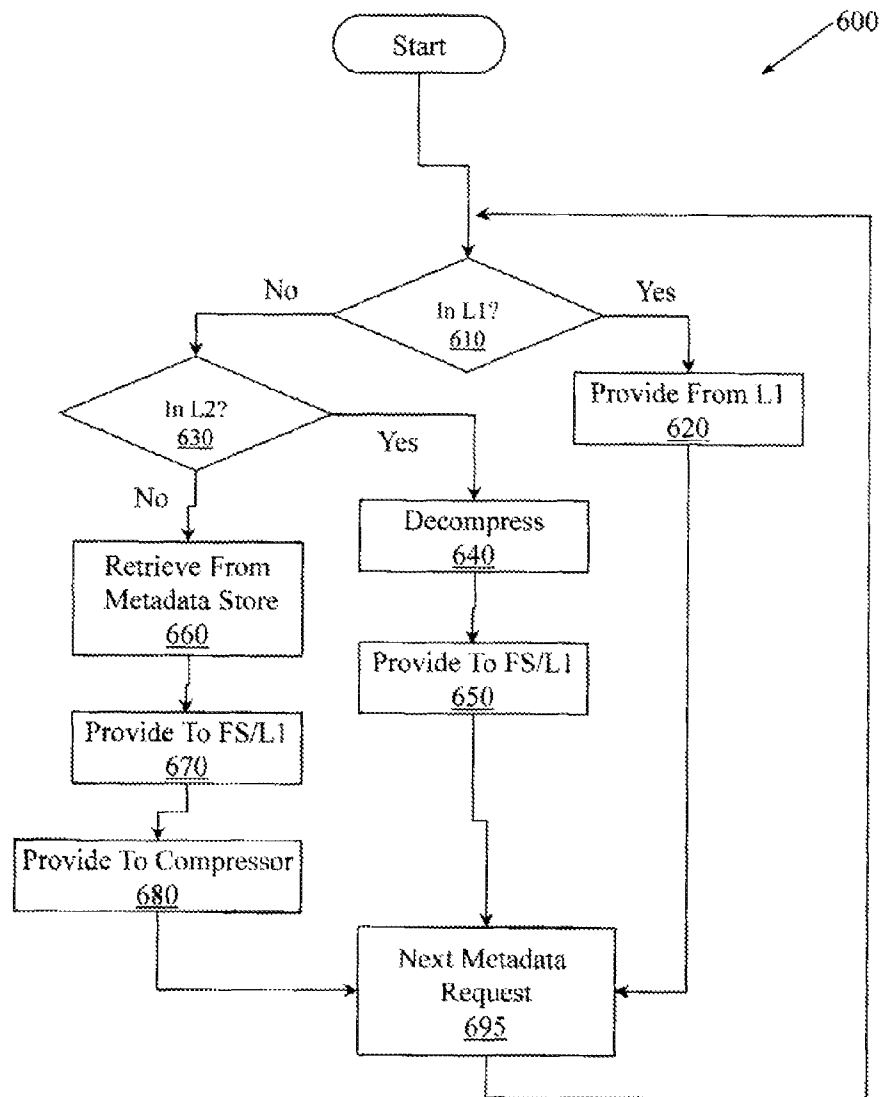 600
Start
No
Yes
In L1?
610
Provide From L1
620
In L2?
630
Yes
No
Decompress
640
Retrieve From
Metadata Store
660
Provide To FS/L1
650
Provide To FS/L1
670
Provide To Compressor
680
Next Metadata
Request
695